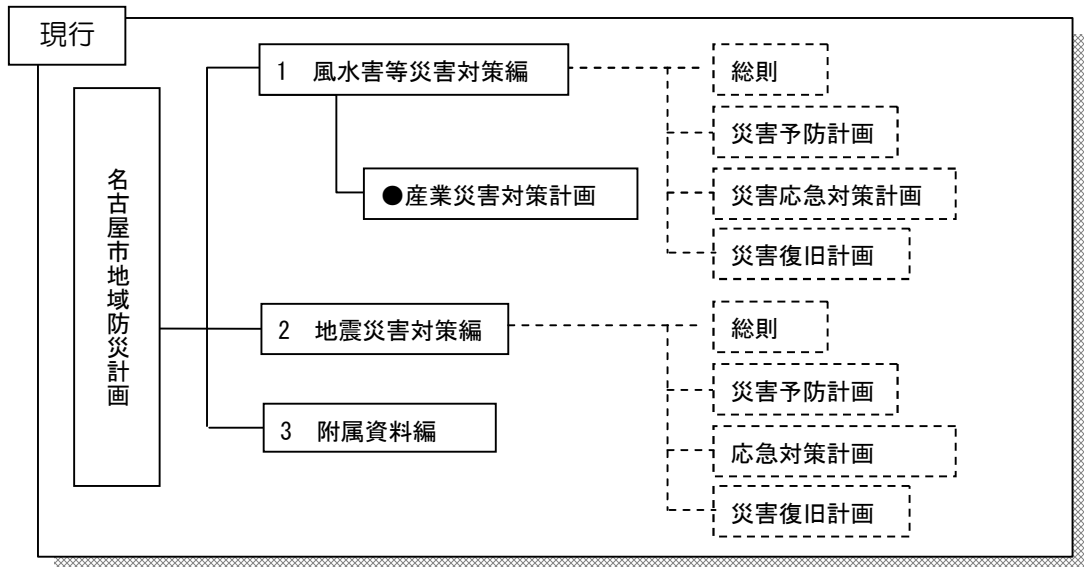 現行
名古屋市地域防災計画
1 風水害等災害対策編
●産業災害対策計画
総則
災害予防計画
災害応急対策計画
災害復旧計画
2 地震災害対策編
総則
災害予防計画
応急対策計画
災害復旧計画
3 附属資料編